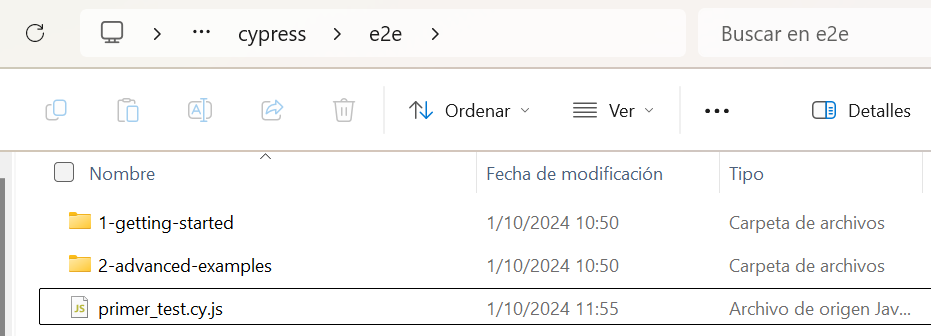 cypress > e2e >
Buscar en e2e
Ordenar
Ver
Detalles
Nombre
Fecha de modificación
Tipo
1-getting-started
1/10/2024 10:50
Carpeta de archivos
2-advanced-examples
1/10/2024 10:50
Carpeta de archivos
JS
primer_test.cy.js
1/10/2024 11:55
Archivo de origen Jav...